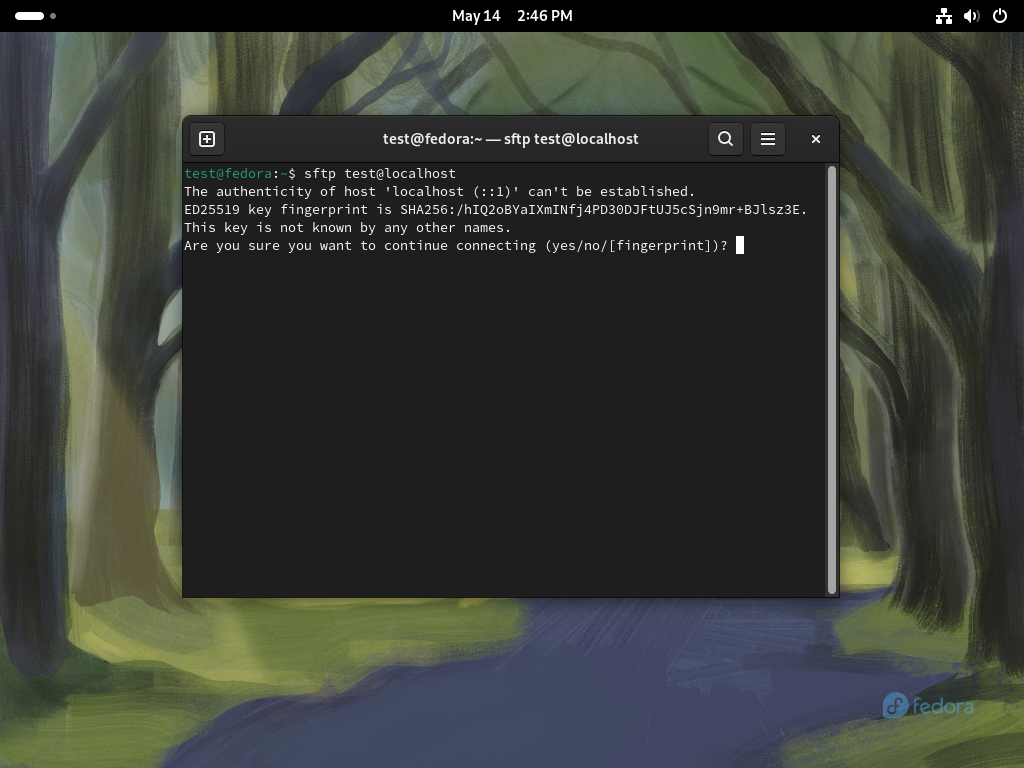 May 14 2:46 PM
test@fedora:~ — sftp test@localhost
test@fedora:~$ sftp test@localhost
The authenticity of host 'localhost (::1)' can't be established.
ED25519 key fingerprint is SHA256:/hIQ2oBYaIXmINfj4PD30DJFtUJ5cSjn9mr+BJlsz3E.
This key is not known by any other names.
Are you sure you want to continue connecting (yes/no/[fingerprint])?
fedora